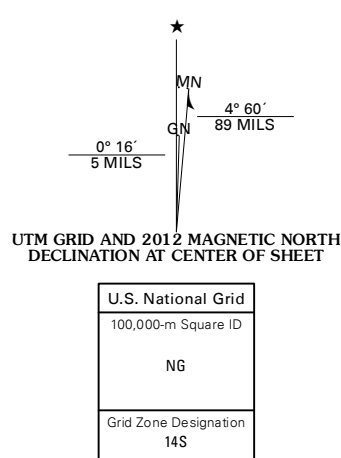 ★
MN
4° 60´
89 MILS
GN
0° 16´
5 MILS
UTM GRID AND 2012 MAGNETIC NORTH
DECLINATION AT CENTER OF SHEET
U.S. National Grid
100,000-m Square ID
NG
Grid Zone Designation
14S